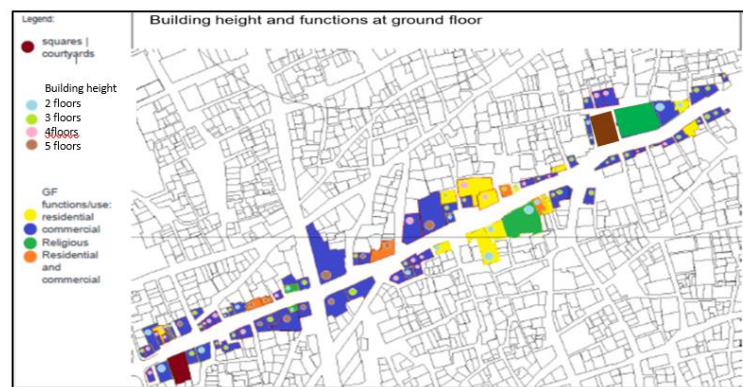 Legend:
Building height and functions at ground floor
squares |
courtyards
Building height
2 floors
3 floors
4floors
5 floors
GF
functions/use:
residential
commercial
Religious
Residential
and
commercial